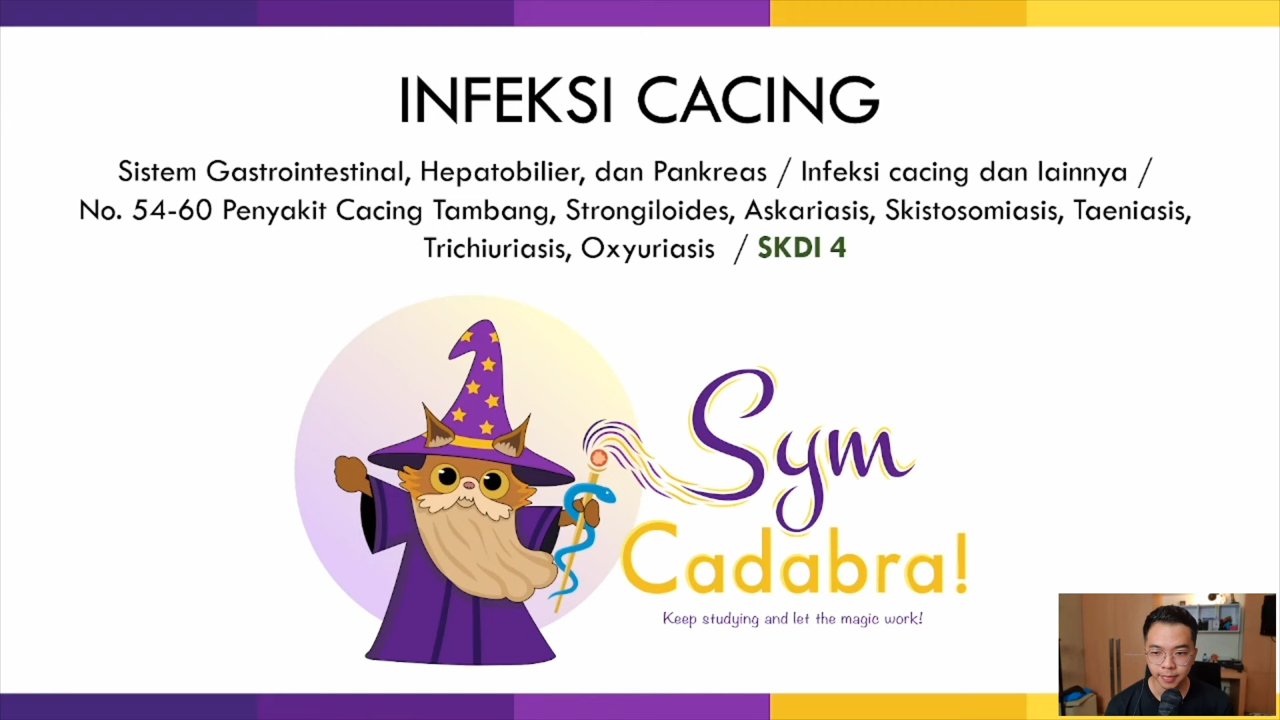 INFEKSI CACING
Sistem Gastrointestinal, Hepatobilier, dan Pankreas / Infeksi cacing dan lainnya /
No. 54-60 Penyakit Cacing Tambang, Strongiloides, Askariasis, Skistosomiasis, Taeniasis,
Trichiuriasis, Oxyuriasis / SKDI 4
Sym
Cadabra!
Keep studying and let the magic work!